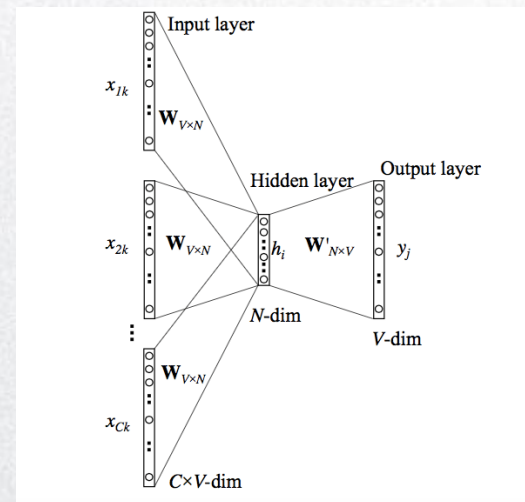 Input layer
x1k
WV×N
Hidden layer
Output layer
x2k
WV×N
hi
W'N×V
yj
N-dim
V-dim
WV×N
xCk
C×V-dim